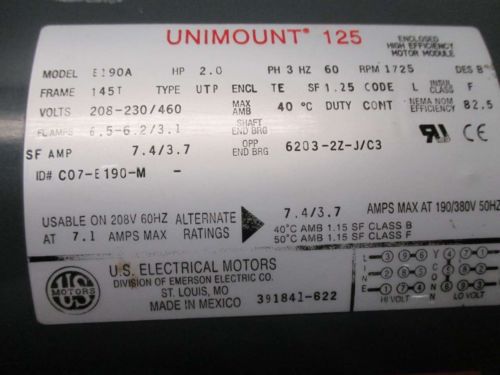 UNIMOUNT® 125
ENCLOSED
HIGH EFFICIENCY
MOTOR MODULE
MODEL E190A HP 2.0 PH 3 HZ 60 RPM 1725 DES B
FRAME 145T TYPE UTP ENCL TE SF 1.25 CODE L INSUL CLASS F
VOLTS 208-230/460 MAX AMB 40 °C DUTY CONT NEMA NOM EFFICIENCY 82.5
FL AMPS 6.5-6.2/3.1 SHAFT END BRG
SF AMP 7.4/3.7 OPP END BRG 6203-2Z-J/C3
ID# C07-E190-M -
USABLE ON 208V 60HZ
AT 7.1 AMPS MAX
ALTERNATE
RATINGS
7.4/3.7 AMPS MAX AT 190/380V 50HZ
40°C AMB 1.15 SF CLASS B
50°C AMB 1.15 SF CLASS F
US
MOTORS
U.S. ELECTRICAL MOTORS
DIVISION OF EMERSON ELECTRIC CO.
ST. LOUIS, MO
MADE IN MEXICO 391841-622
HI VOLT LO VOLT